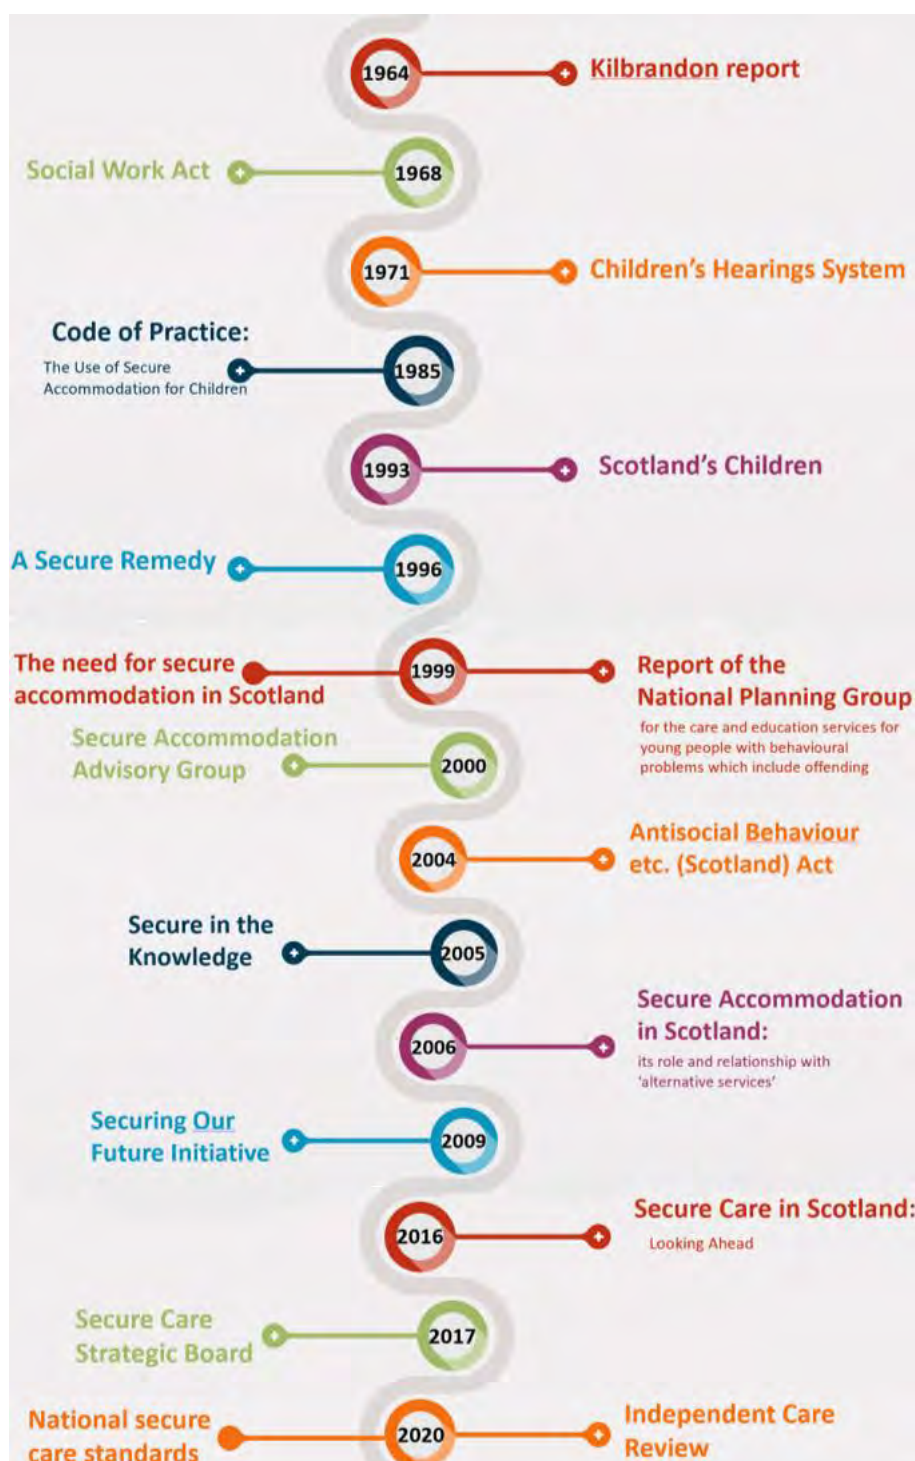 1964
Kilbrandon report
Social Work Act
1968
1971
Children's Hearings System
Code of Practice:
The Use of Secure
Accommodation for Children
1985
1993
Scotland's Children
A Secure Remedy
1996
The need for secure
accommodation in Scotland
1999
Report of the
National Planning Group
for the care and education services for
young people with behavioural
problems which include offending
Secure Accommodation
Advisory Group
2000
2004
Antisocial Behaviour
etc. (Scotland) Act
Secure in the
Knowledge
2005
2006
Secure Accommodation
in Scotland:
its role and relationship with
'alternative services'
Securing Our
Future Initiative
2009
2016
Secure Care in Scotland:
Looking Ahead
Secure Care
Strategic Board
2017
National secure
care standards
2020
Independent Care
Review